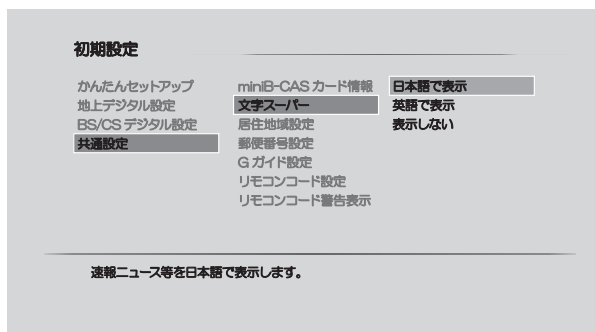 初期設定
かんたんセットアップ
地上デジタル設定
BS/CS デジタル設定
共通設定
miniB-CAS カード情報
文字スーパー
居住地域設定
郵便番号設定
G ガイド設定
リモコンコード設定
リモコンコード警告表示
日本語で表示
英語で表示
表示しない
速報ニュース等を日本語で表示します。